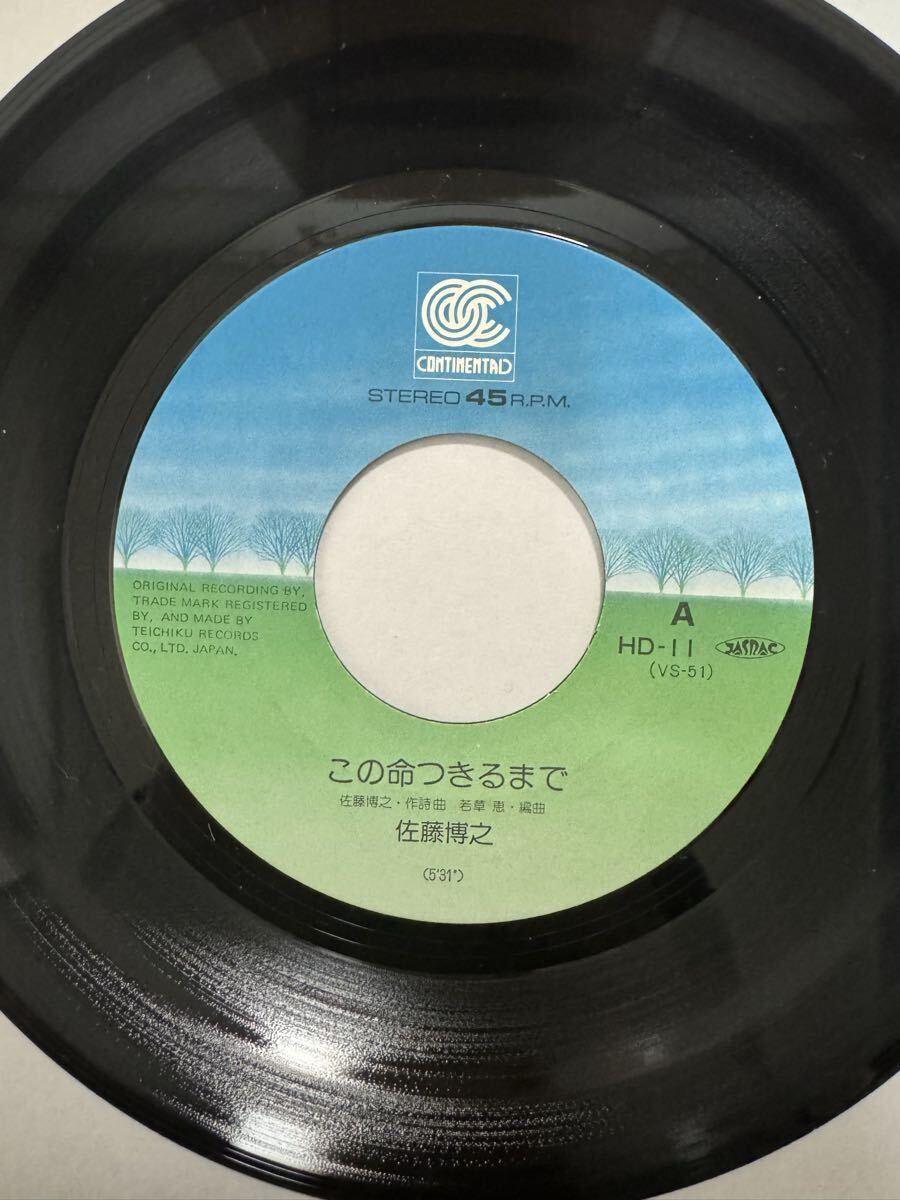 CONTINENTAL
STEREO 45 R.P.M.
ORIGINAL RECORDING BY,
TRADE MARK REGISTERED
BY, AND MADE BY
TEICHIKU RECORDS
CO., LTD. JAPAN.
A
HD-11 JASRAC
(VS-51)
この命つきるまで
佐藤博之・作詩曲 若草 恵・編曲
佐藤博之
(5'31")